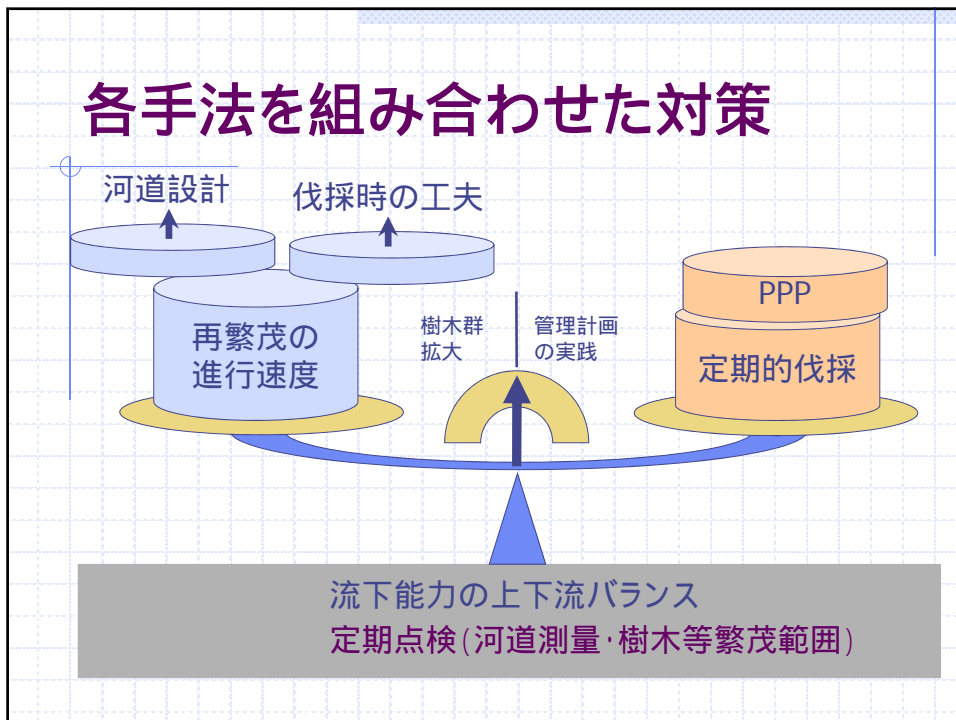 各手法を組み合わせた対策
河道設計
伐採時の工夫
再繁茂の
進行速度
樹木群
拡大
管理計画
の実践
PPP
定期的伐採
流下能力の上下流バランス
定期点検(河道測量・樹木等繁茂範囲)